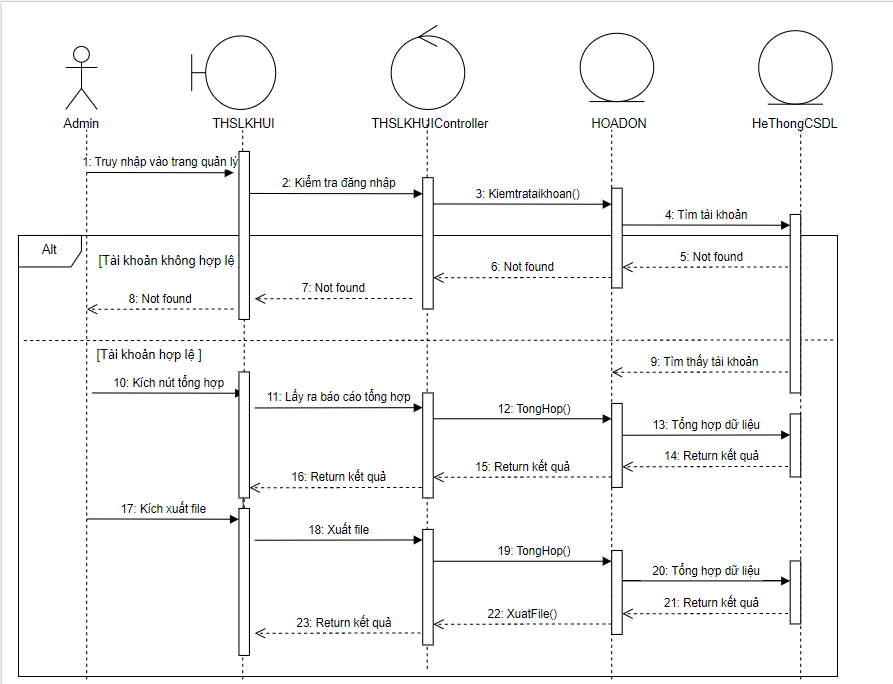 Admin
THSLKHUI
THSLKHUIController
HOADON
HeThongCSDL
1: Truy nhập vào trang quản lý
2: Kiểm tra đăng nhập
3: Kiemtrataikhoan()
4: Tìm tài khoản
Alt
[Tài khoản không hợp lệ
5: Not found
6: Not found
7: Not found
8: Not found
[Tài khoản hợp lệ ]
9: Tìm thấy tài khoản
10: Kích nút tổng hợp
11: Lấy ra báo cáo tổng hợp
12: TongHop()
13: Tổng hợp dữ liệu
14: Return kết quả
15: Return kết quả
16: Return kết quả
17: Kích xuất file
18: Xuất file
19: TongHop()
20: Tổng hợp dữ liệu
21: Return kết quả
22: XuatFile()
23: Return kết quả